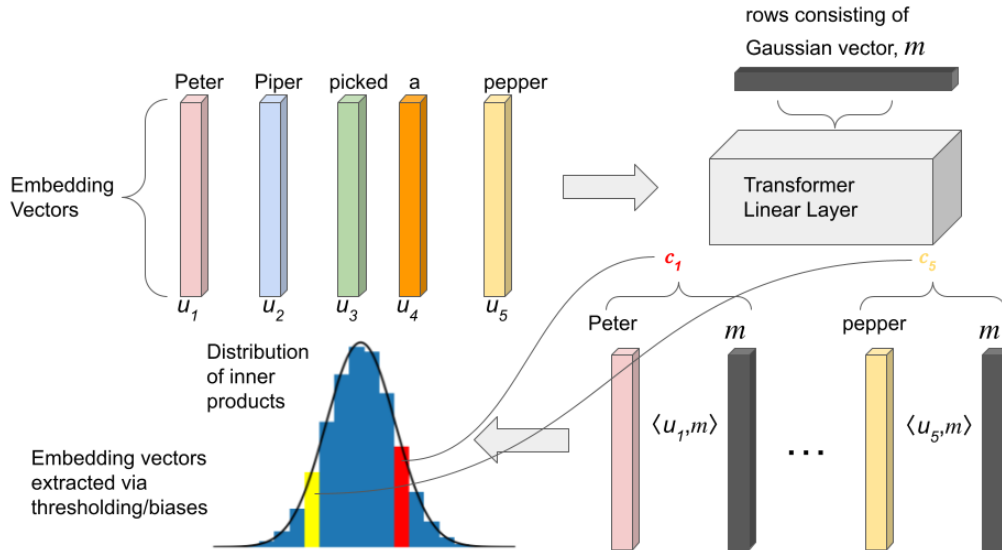 rows consisting of
Gaussian vector, m
Peter
Piper
picked
a
pepper
Embedding
Vectors
Transformer
Linear Layer
u1
u2
u3
u4
u5
c1
c5
Peter
m
pepper
m
Distribution
of inner
products
⟨u1,m⟩
...
⟨u5,m⟩
Embedding vectors
extracted via
thresholding/biases